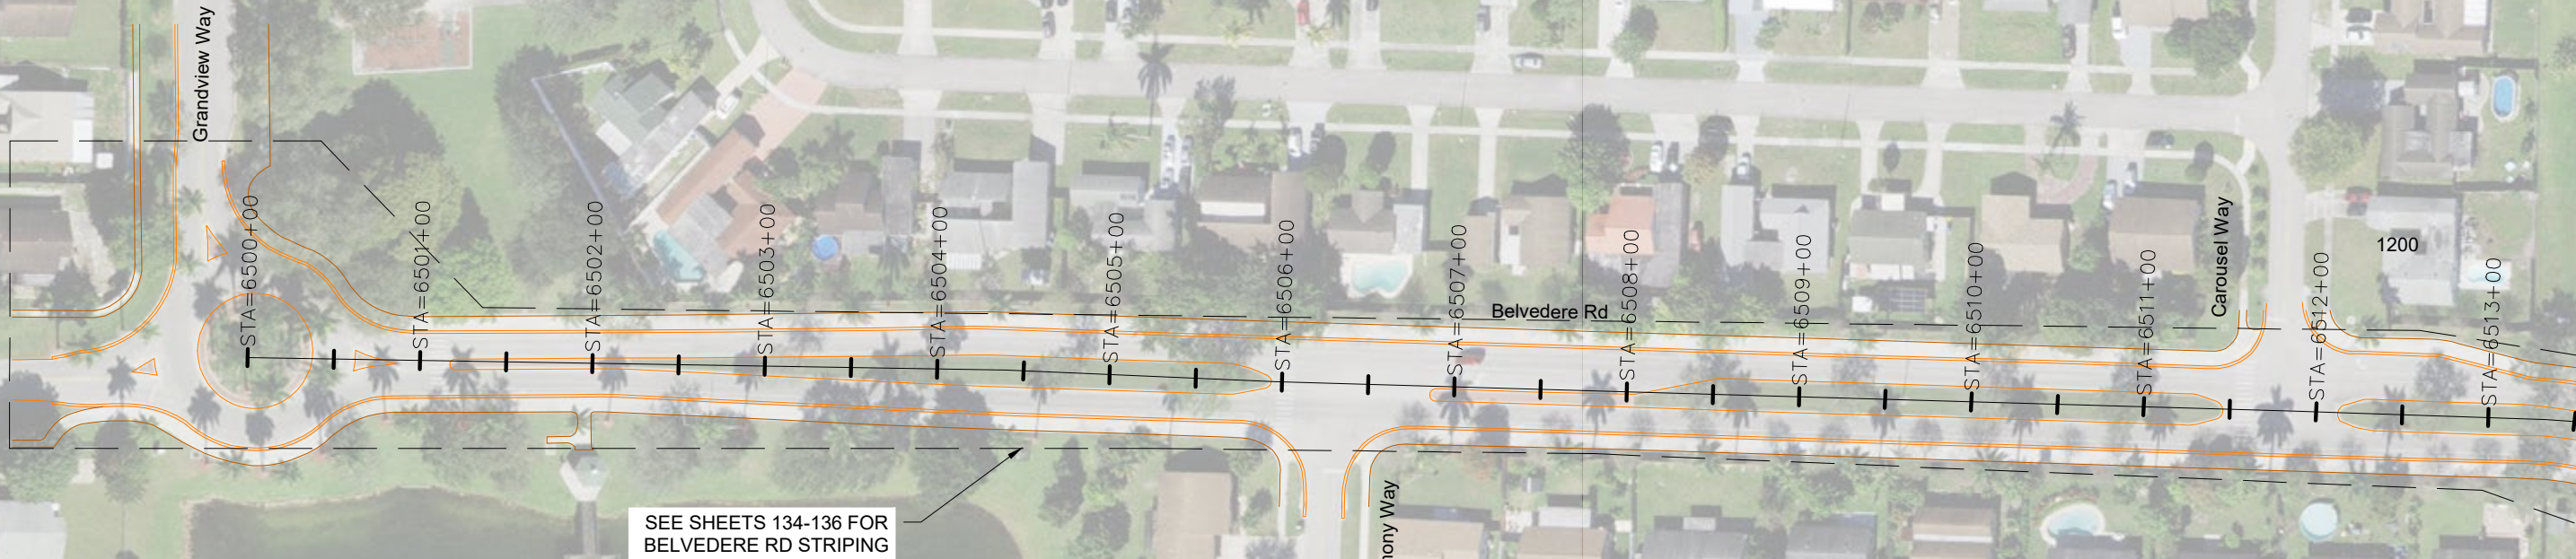 Grandview Way
STA=6500+00
STA=6501+00
STA=6502+00
STA=6503+00
STA=6504+00
STA=6505+00
STA=6506+00
STA=6507+00
Belvedere Rd
STA=6508+00
STA=6509+00
STA=6510+00
STA=6511+00
Carousel Way
STA=6512+00
1200
STA=6513+00
SEE SHEETS 134-136 FOR
BELVEDERE RD STRIPING